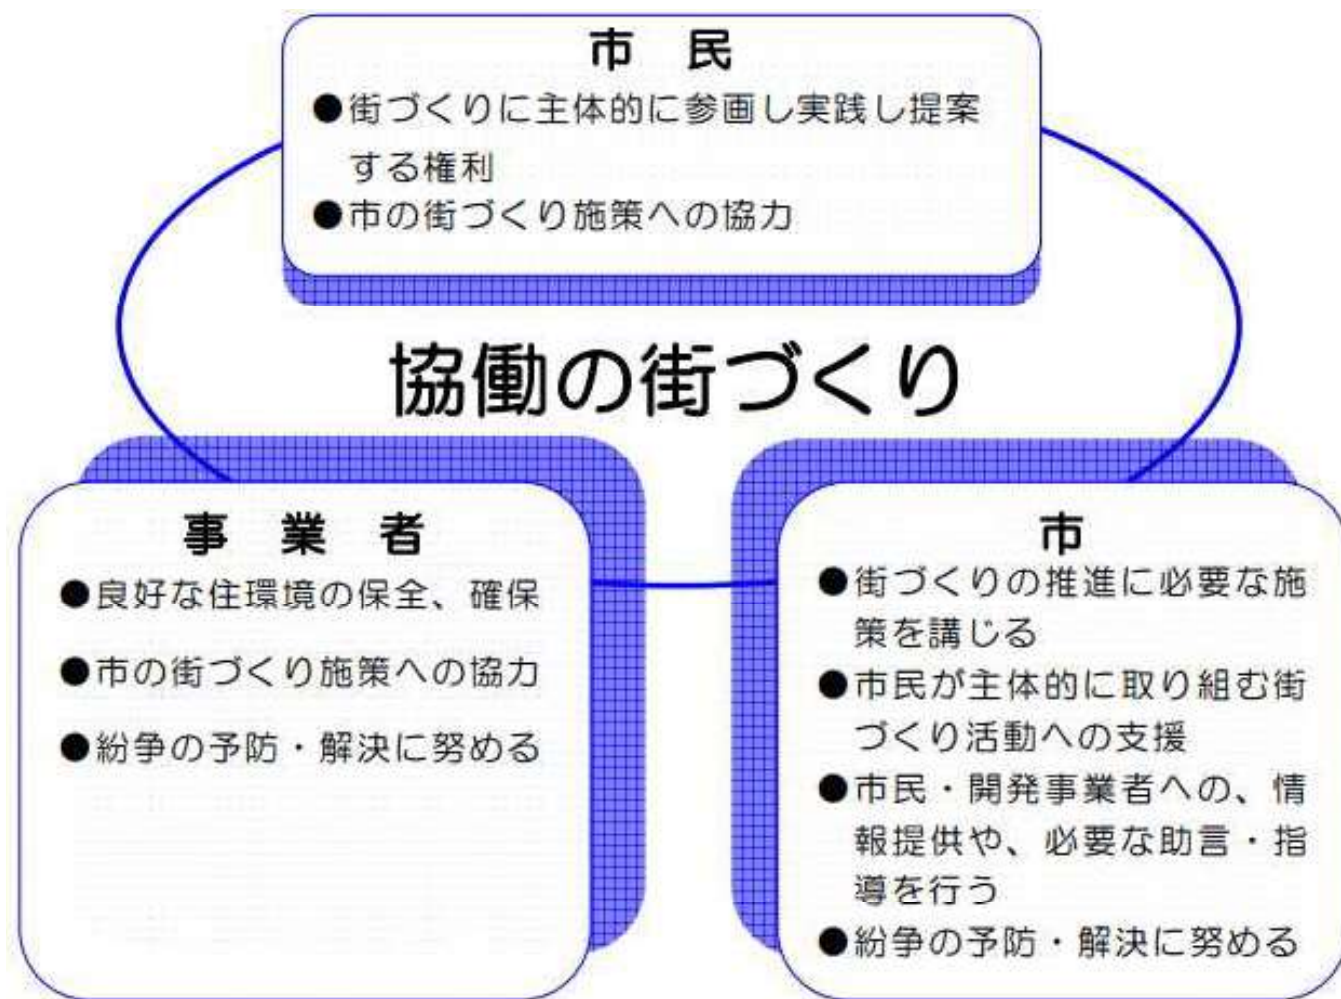 市 民
●街づくりに主体的に参画し実践し提案
する権利
●市の街づくり施策への協力
協働の街づくり
事 業 者
●良好な住環境の保全、確保
●市の街づくり施策への協力
●紛争の予防・解決に努める
市
●街づくりの推進に必要な施
策を講じる
●市民が主体的に取り組む街
づくり活動への支援
●市民・開発事業者への、情
報提供や、必要な助言・指
導を行う
●紛争の予防・解決に努める